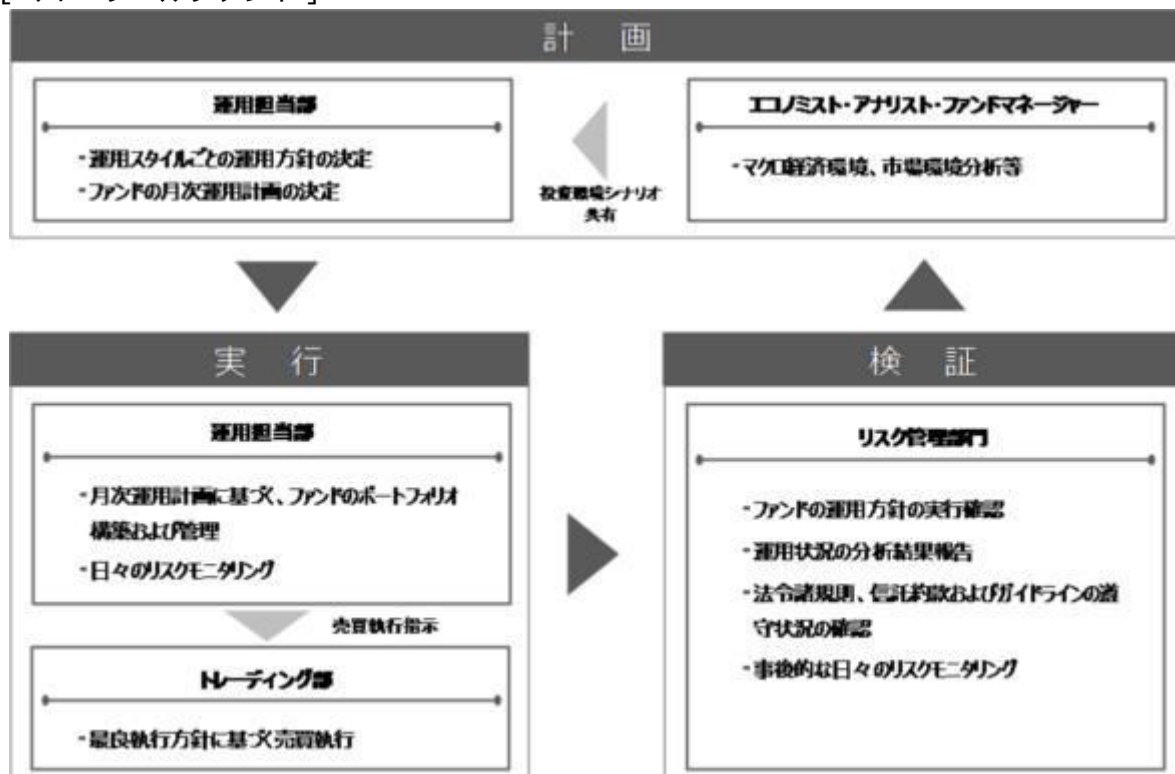 計 画
運用担当部
・運用スタイルごとの運用方針の決定
・ファンドの月次運用計画の決定
投資環境シナリオ
共有
エコノミスト・アナリスト・ファンドマネージャー
・マクロ経済環境、市場環境分析等
実 行
運用担当部
・月次運用計画に基づく、ファンドのポートフォリオ
構築および管理
・日々のリスクモニタリング
売買執行指示
トレーディング部
・最良執行方針に基づく売買執行
検 証
リスク管理部門
・ファンドの運用方針の実行確認
・運用状況の分析結果報告
・法令諸規則、信託約款およびガイドラインの遵
守状況の確認
・事後的な日々のリスクモニタリング